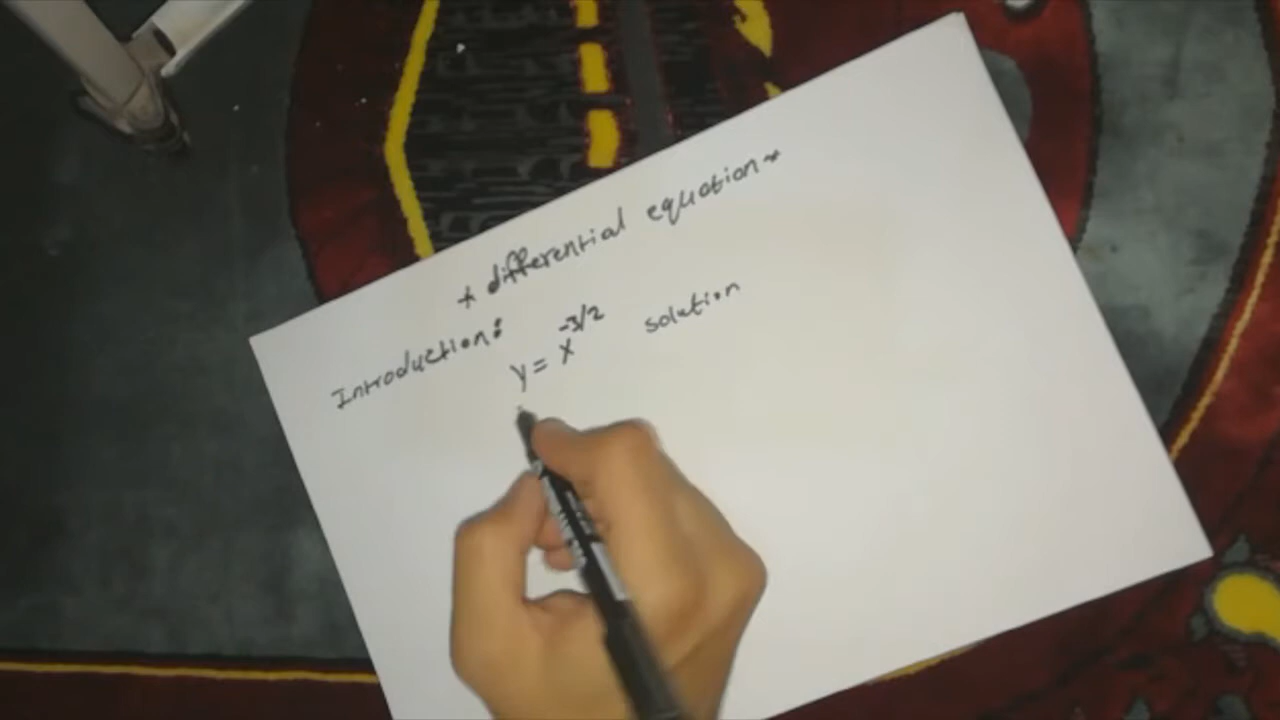 * differential equation *
Introduction:
y = x^-3/2 solution